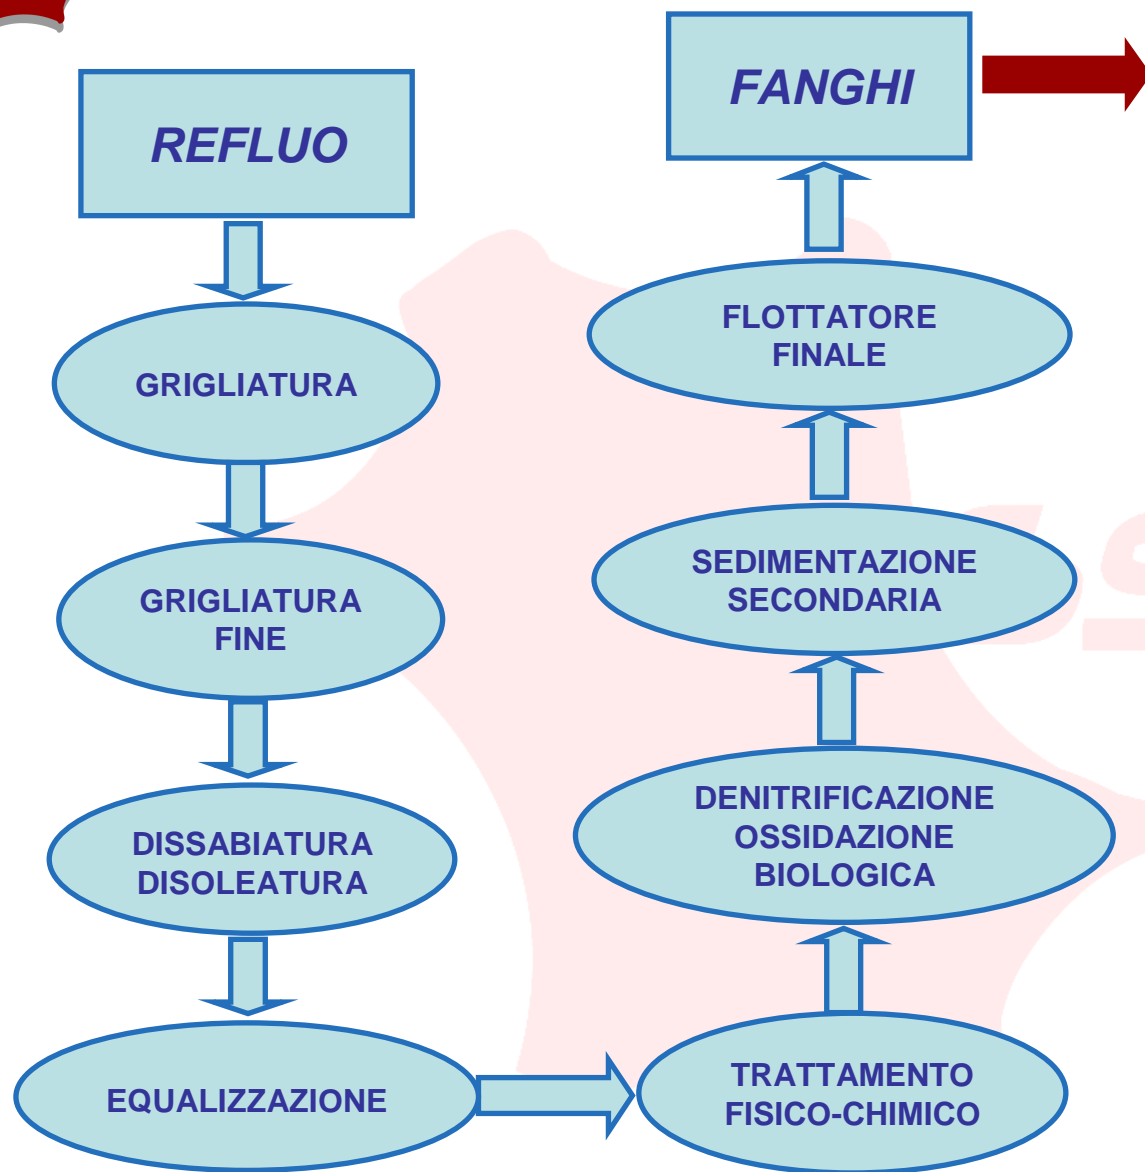 REFLUO
GRIGLIATURA
GRIGLIATURA
FINE
DISSABIATURA
DISOLEATURA
EQUALIZZAZIONE
TRATTAMENTO
FISICO-CHIMICO
DENITRIFICAZIONE
OSSIDAZIONE
BIOLOGICA
SEDIMENTAZIONE
SECONDARIA
FLOTTATORE
FINALE
FANGHI